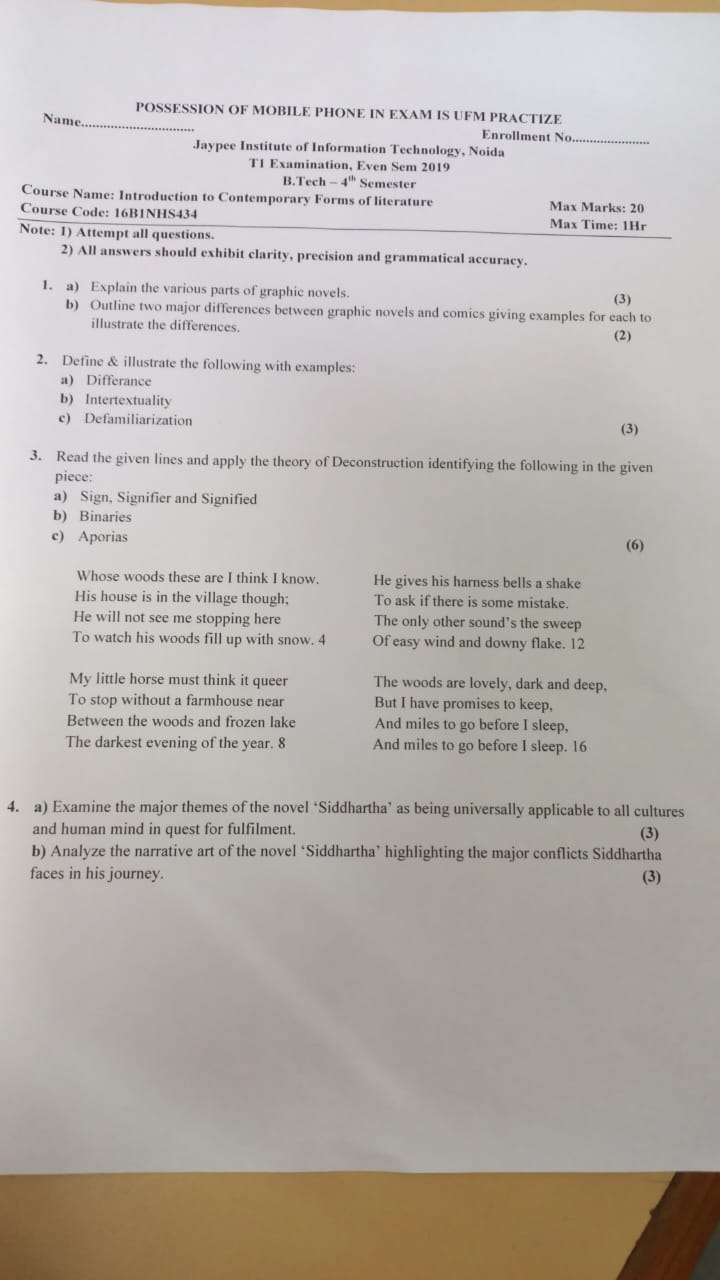 POSSESSION OF MOBILE PHONE IN EXAM IS UFM PRACTIZE
Name..............................
Enrollment No......................
Jaypee Institute of Information Technology, Noida
T1 Examination, Even Sem 2019
B.Tech – 4th Semester
Course Name: Introduction to Contemporary Forms of literature
Max Marks: 20
Course Code: 16B1NHS434
Max Time: 1Hr
Note: 1) Attempt all questions.
2) All answers should exhibit clarity, precision and grammatical accuracy.
1. a) Explain the various parts of graphic novels. (3)
b) Outline two major differences between graphic novels and comics giving examples for each to
illustrate the differences. (2)
2. Define & illustrate the following with examples:
a) Differance
b) Intertextuality
c) Defamiliarization (3)
3. Read the given lines and apply the theory of Deconstruction identifying the following in the given
piece:
a) Sign, Signifier and Signified
b) Binaries
c) Aporias (6)
Whose woods these are I think I know.
His house is in the village though;
He will not see me stopping here
To watch his woods fill up with snow. 4
My little horse must think it queer
To stop without a farmhouse near
Between the woods and frozen lake
The darkest evening of the year. 8
He gives his harness bells a shake
To ask if there is some mistake.
The only other sound's the sweep
Of easy wind and downy flake. 12
The woods are lovely, dark and deep,
But I have promises to keep,
And miles to go before I sleep,
And miles to go before I sleep. 16
4. a) Examine the major themes of the novel ‘Siddhartha’ as being universally applicable to all cultures
and human mind in quest for fulfilment. (3)
b) Analyze the narrative art of the novel ‘Siddhartha’ highlighting the major conflicts Siddhartha
faces in his journey. (3)